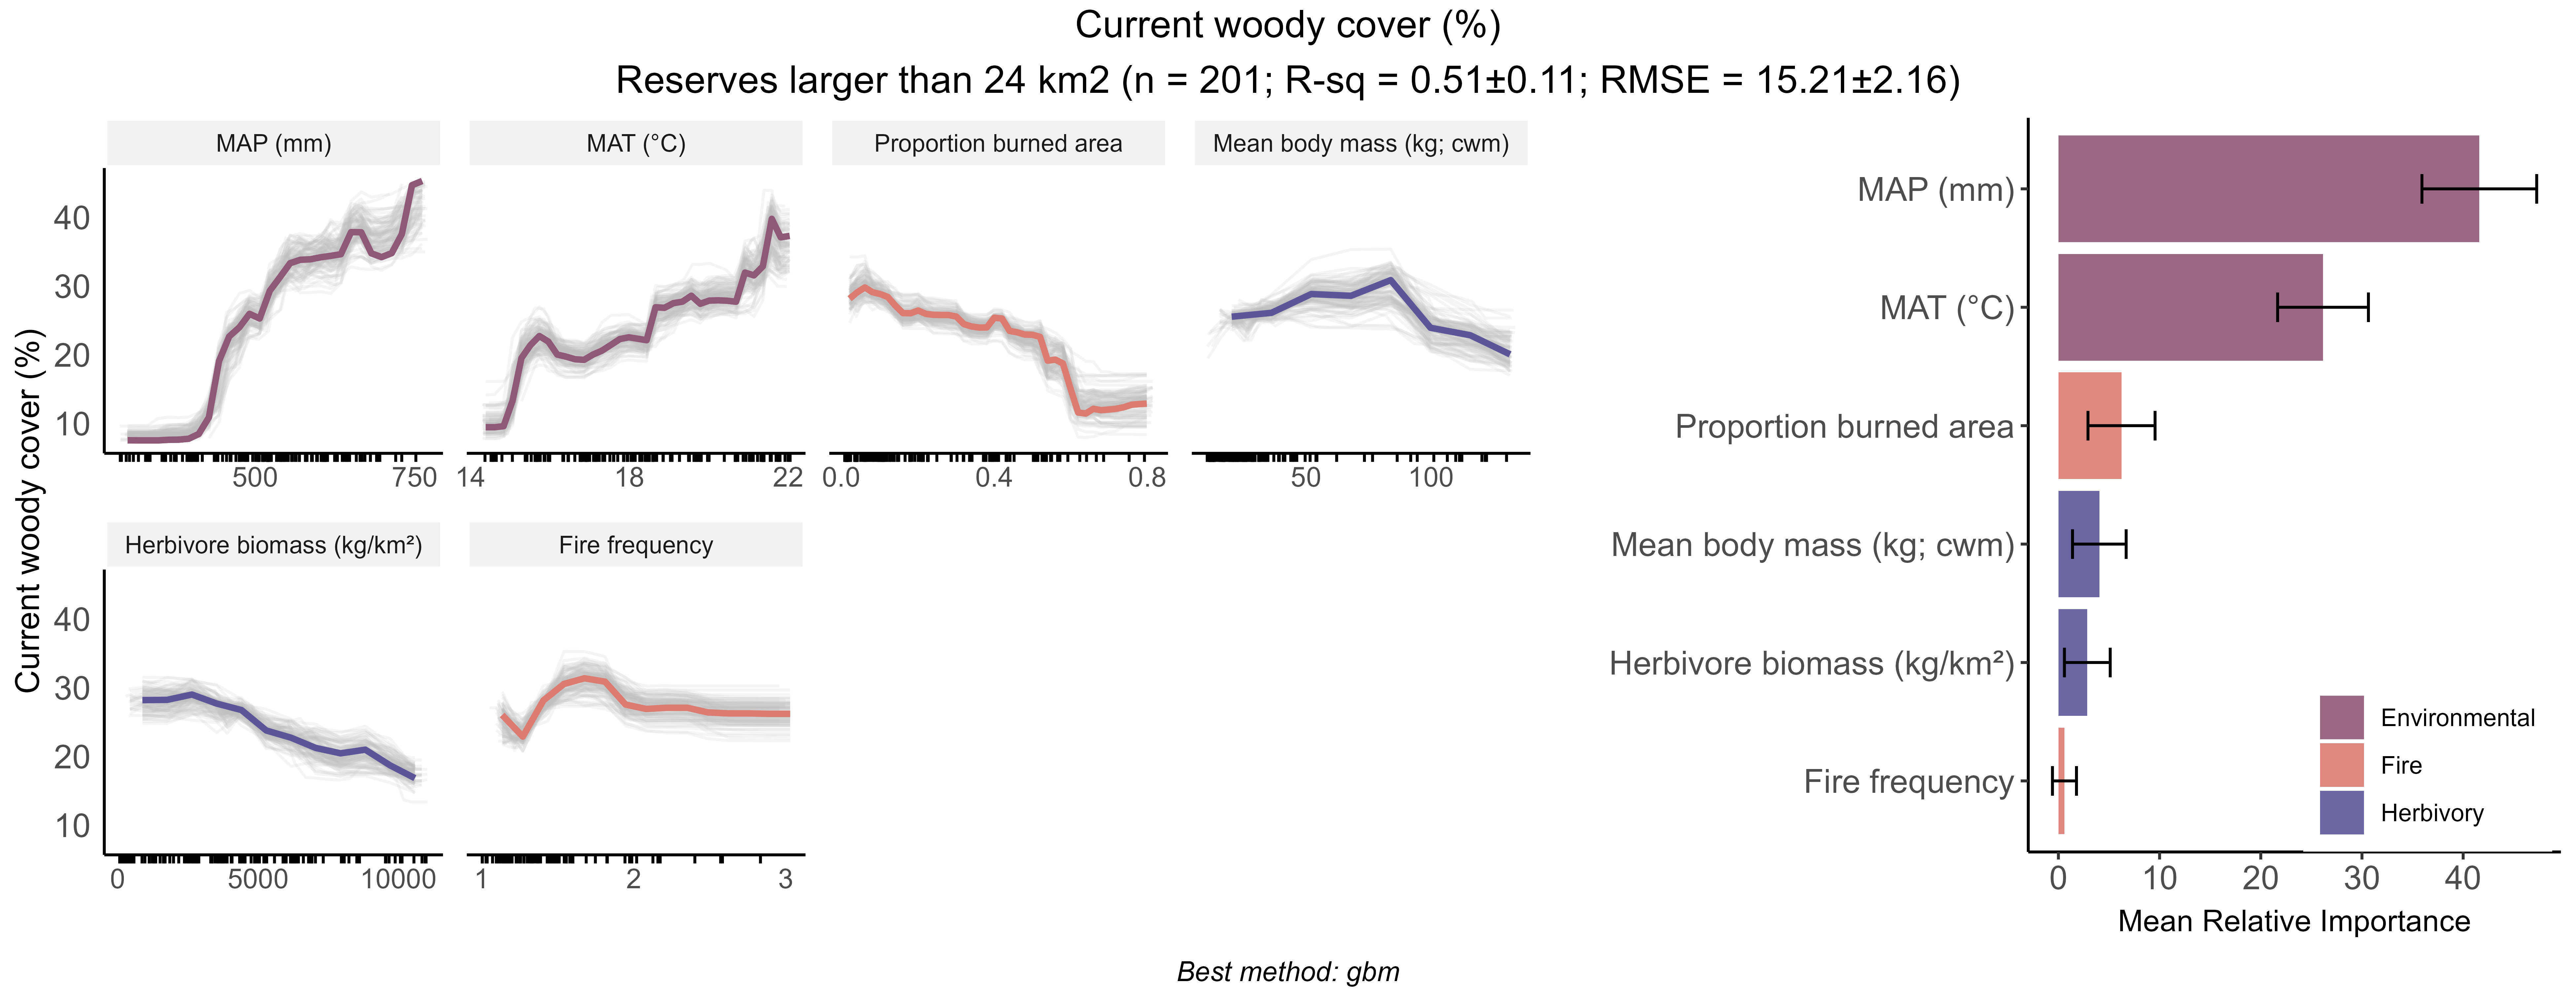 Current woody cover (%)
Reserves larger than 24 km2 (n = 201; R-sq = 0.51±0.11; RMSE = 15.21±2.16)
Current woody cover (%)
MAP (mm)
MAT (°C)
Proportion burned area
Mean body mass (kg; cwm)
40
30
20
10
500 750
14 18 22
0.0 0.4 0.8
50 100
Herbivore biomass (kg/km²)
Fire frequency
40
30
20
10
0 5000 10000
1 2 3
MAP (mm)
MAT (°C)
Proportion burned area
Mean body mass (kg; cwm)
Herbivore biomass (kg/km²)
Fire frequency
Environmental
Fire
Herbivory
0 10 20 30 40
Mean Relative Importance
Best method: gbm